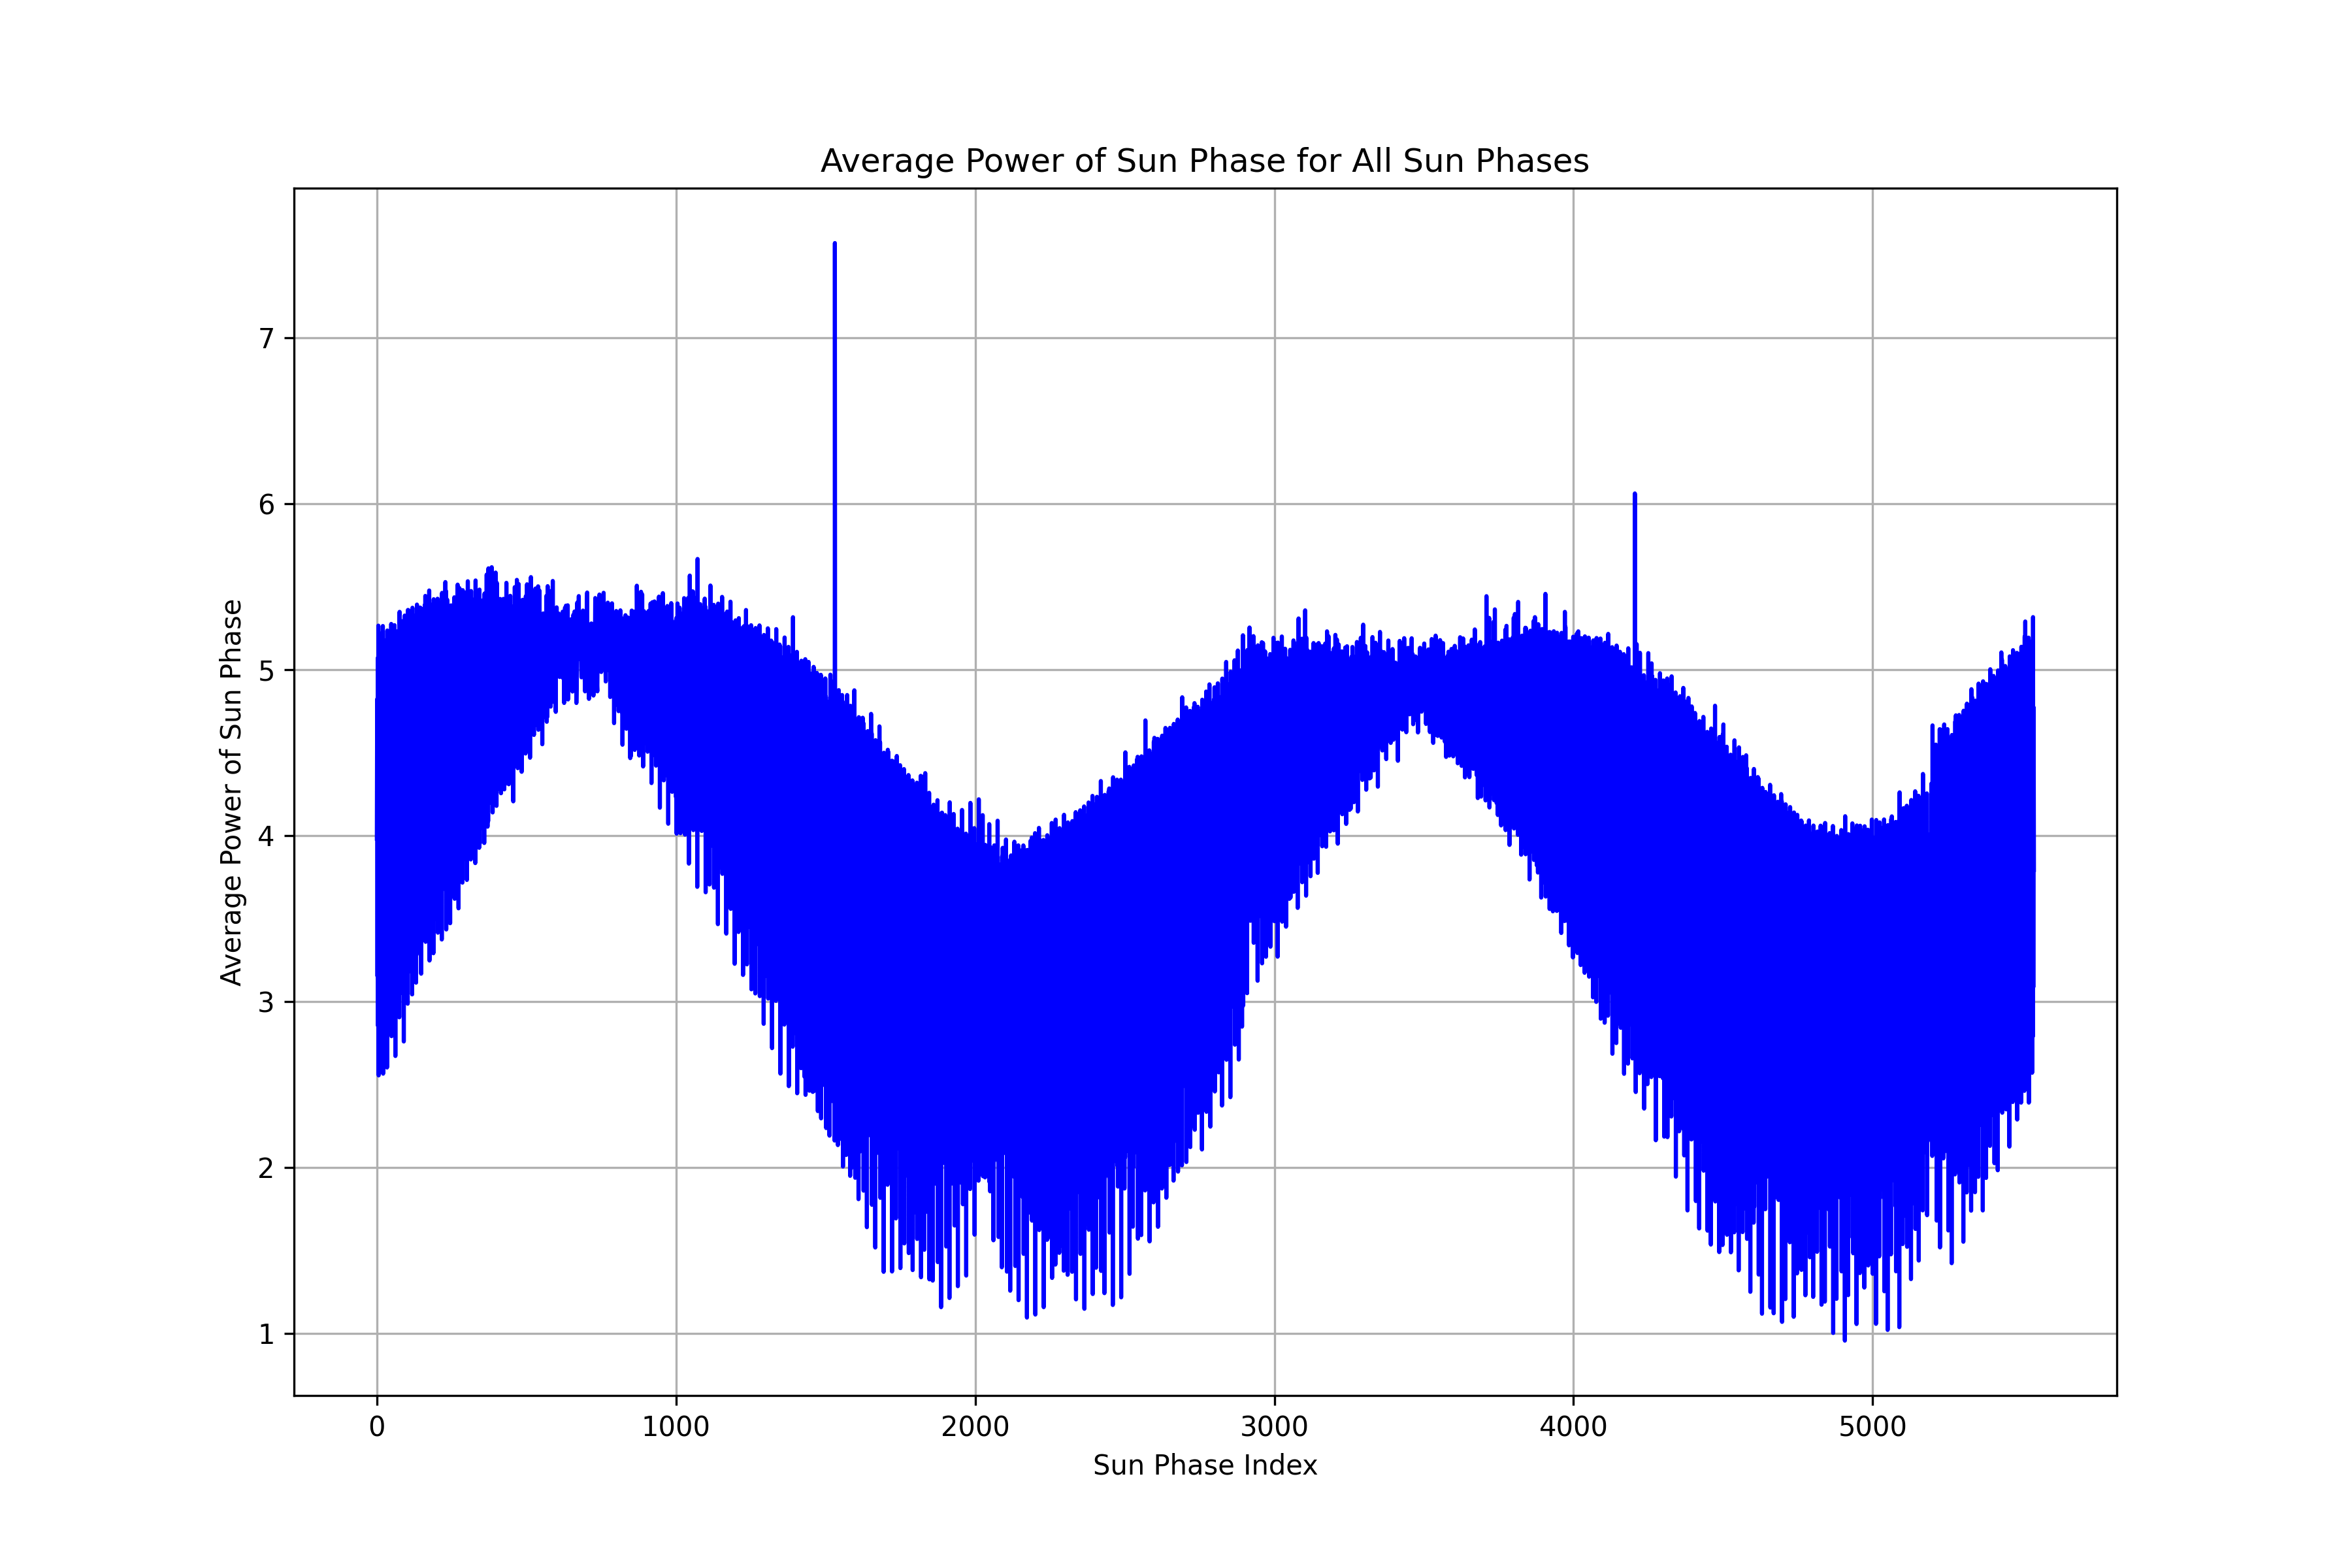 Average Power of Sun Phase for All Sun Phases
Average Power of Sun Phase
7
6
5
4
3
2
1
0 1000 2000 3000 4000 5000
Sun Phase Index